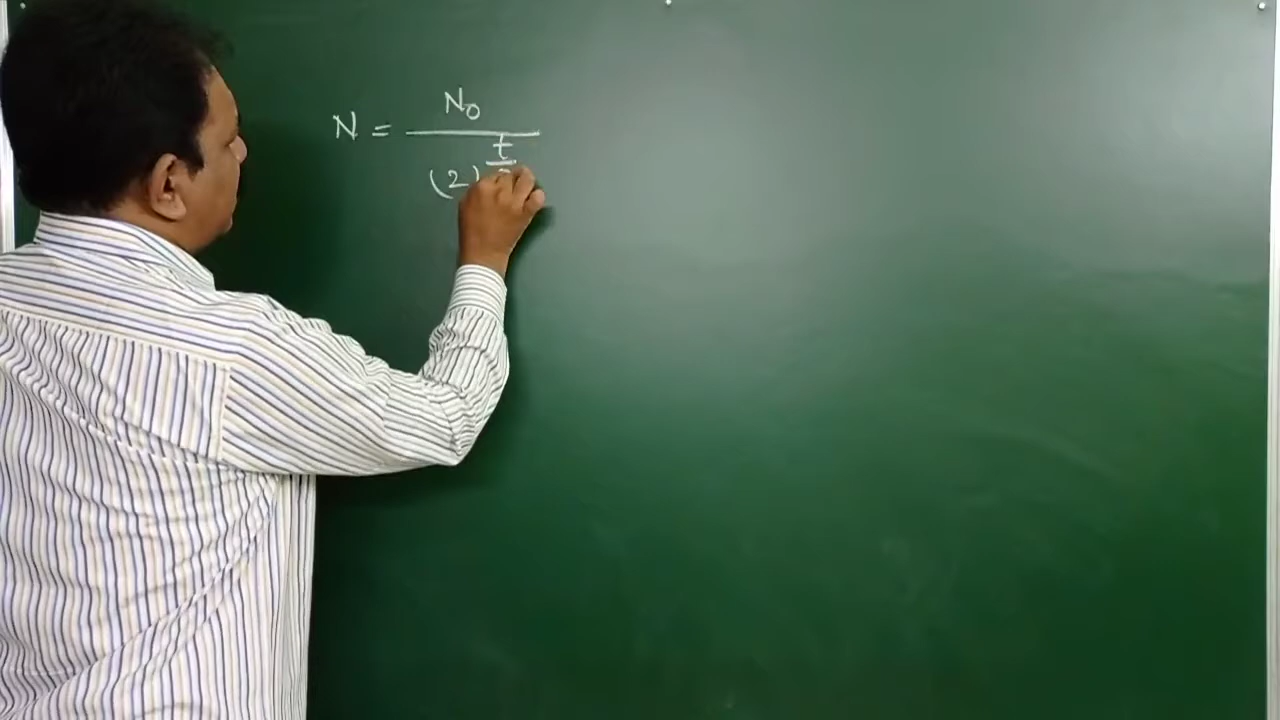 N = N₀ / (2)^(t/